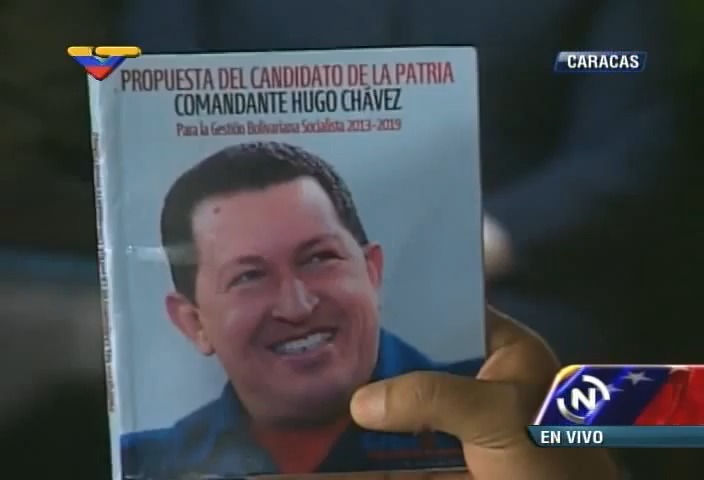 PROPUESTA DEL CANDIDATO DE LA PATRIA
COMANDANTE HUGO CHÁVEZ
Para la Gestión Bolivariana Socialista 2013-2019
CARACAS
N
EN VIVO